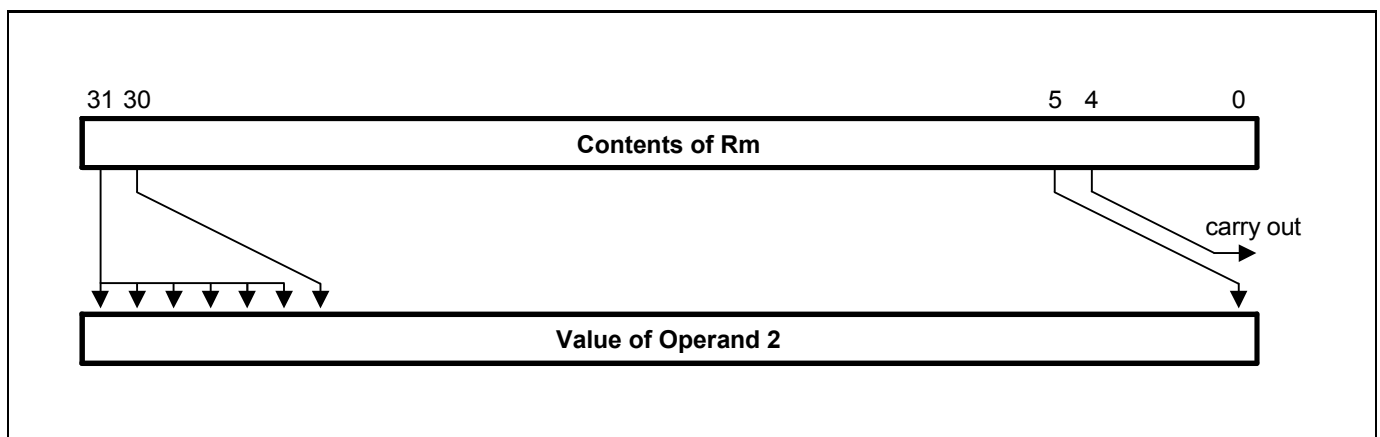 31 30 5 4 0
Contents of Rm
carry out
Value of Operand 2